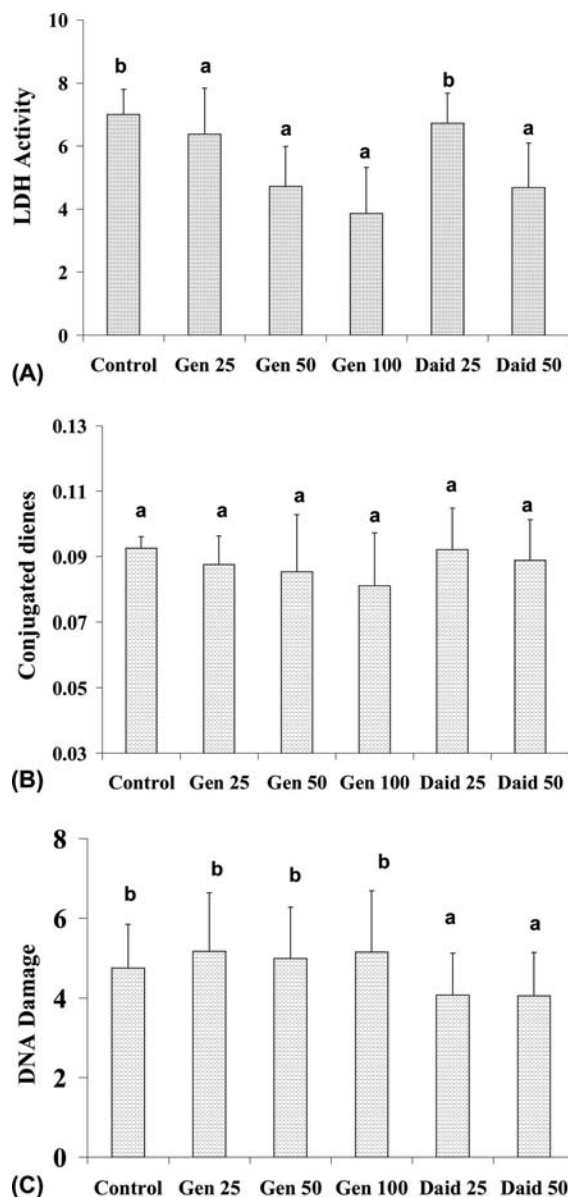 10
8
6
4
2
0
LDH Activity
b a a a b a
Control Gen 25 Gen 50 Gen 100 Daid 25 Daid 50
(A)
0.13
0.11
0.09
0.07
0.05
0.03
Conjugated dienes
a a a a a a
Control Gen 25 Gen 50 Gen 100 Daid 25 Daid 50
(B)
8
6
4
2
0
DNA Damage
b b b b a a
Control Gen 25 Gen 50 Gen 100 Daid 25 Daid 50
(C)